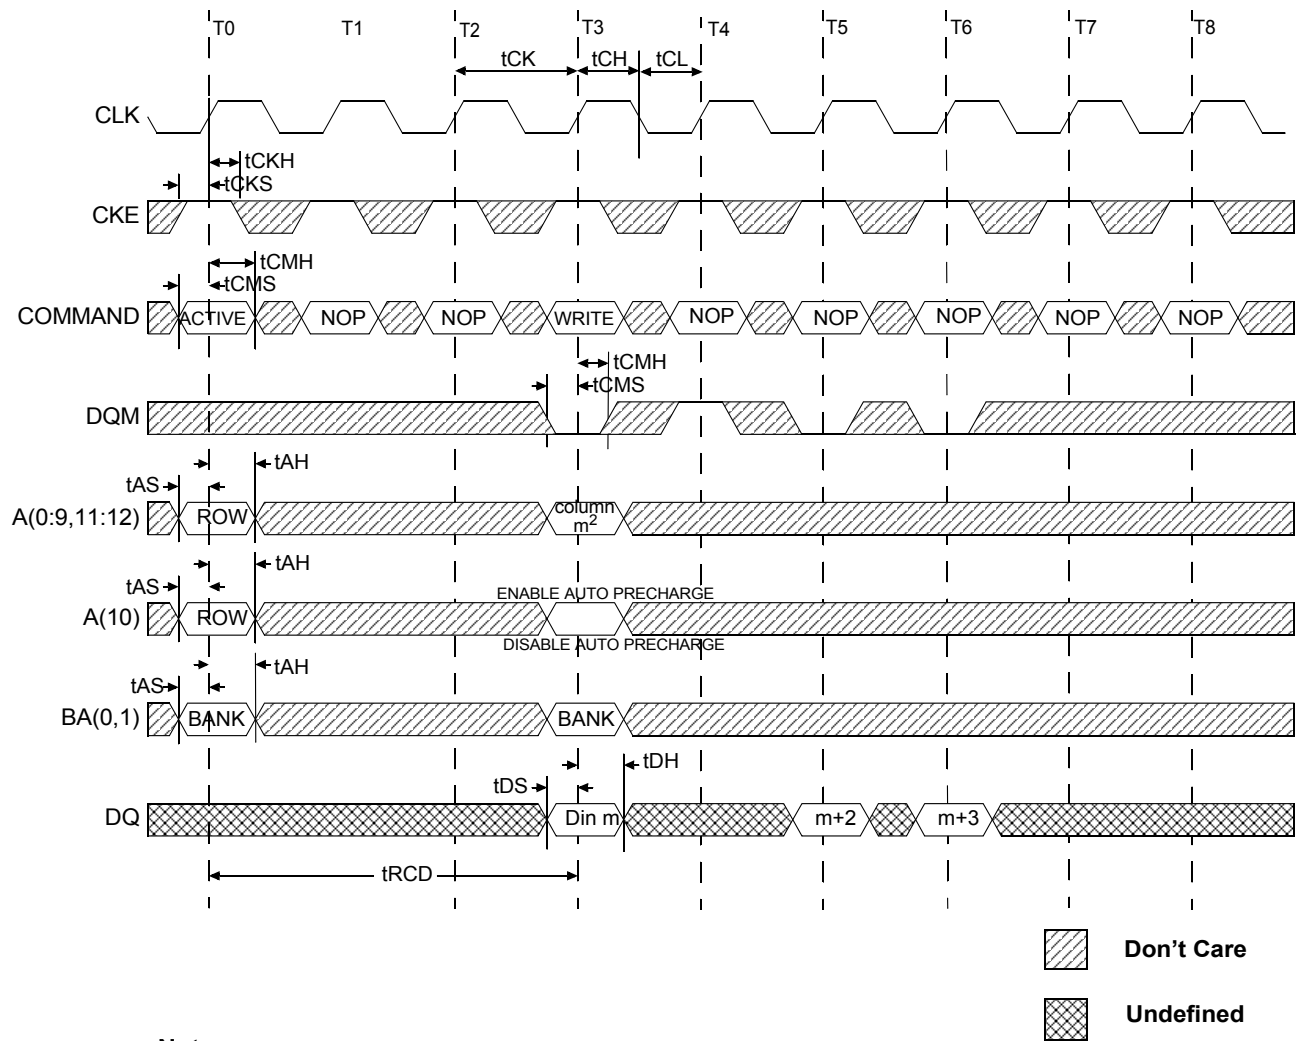 T0 T1 T2 T3 T4 T5 T6 T7 T8
tCK tCH tCL
CLK
tCKH
tCKS
CKE
tCMH
tCMS
COMMAND ACTIVE NOP NOP WRITE NOP NOP NOP NOP NOP
tCMH
tCMS
DQM
tAH
tAS
A(0:9,11:12) ROW column
m2
tAH
tAS
ENABLE AUTO PRECHARGE
A(10) ROW
DISABLE AUTO PRECHARGE
tAH
tAS
BA(0,1) BANK BANK
tDH
tDS
DQ Din m m+2 m+3
tRCD
Don't Care
Undefined